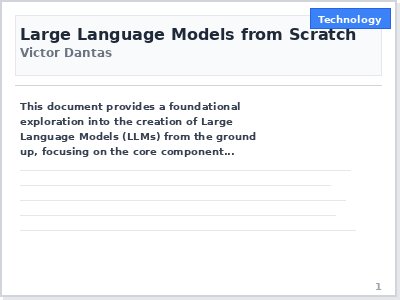 Technology
Large Language Models from Scratch
Victor Dantas
This document provides a foundational
exploration into the creation of Large
Language Models (LLMs) from the ground
up, focusing on the core component...
1